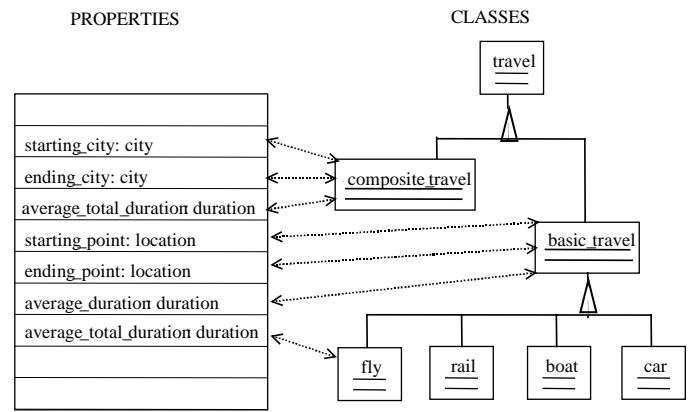 PROPERTIES
CLASSES
travel
starting_city: city
ending_city: city
average_total_duration: duration
starting_point: location
ending_point: location
average_duration: duration
average_total_duration: duration
composite_travel
basic_travel
fly
rail
boat
car